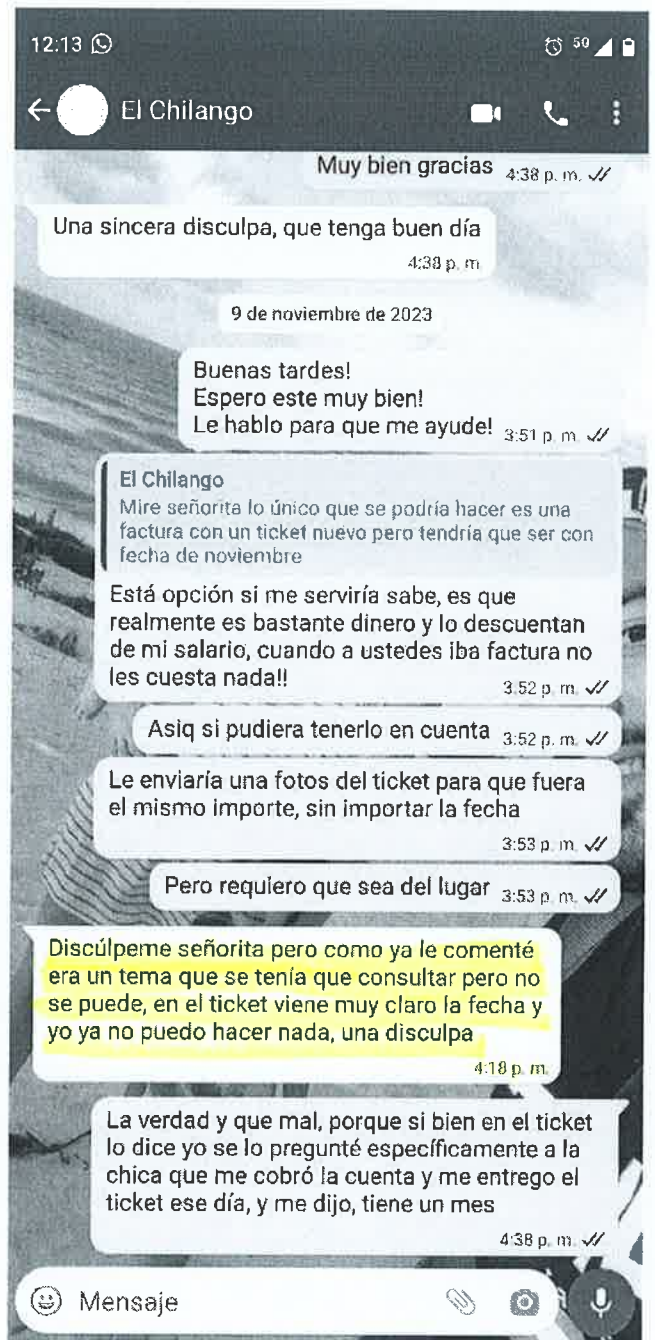 12:13
5G
El Chilango
Muy bien gracias 4:38 p. m.
Una sincera disculpa, que tenga buen día
4:38 p. m.
9 de noviembre de 2023
Buenas tardes!
Espero este muy bien!
Le hablo para que me ayude! 3:51 p. m.
El Chilango
Mire señorita lo único que se podría hacer es una
factura con un ticket nuevo pero tendría que ser con
fecha de noviembre
Está opción si me serviría sabe, es que
realmente es bastante dinero y lo descuentan
de mi salario, cuando a ustedes iba factura no
les cuesta nada!!
3:52 p. m.
Asiq si pudiera tenerlo en cuenta 3:52 p. m.
Le enviaría una fotos del ticket para que fuera
el mismo importe, sin importar la fecha
3:53 p. m.
Pero requiero que sea del lugar 3:53 p. m.
Discúlpeme señorita pero como ya le comenté
era un tema que se tenía que consultar pero no
se puede, en el ticket viene muy claro la fecha y
yo ya no puedo hacer nada, una disculpa
4:18 p. m.
La verdad y que mal, porque si bien en el ticket
lo dice yo se lo pregunté específicamente a la
chica que me cobró la cuenta y me entrego el
ticket ese día, y me dijo, tiene un mes
4:38 p. m.
Mensaje